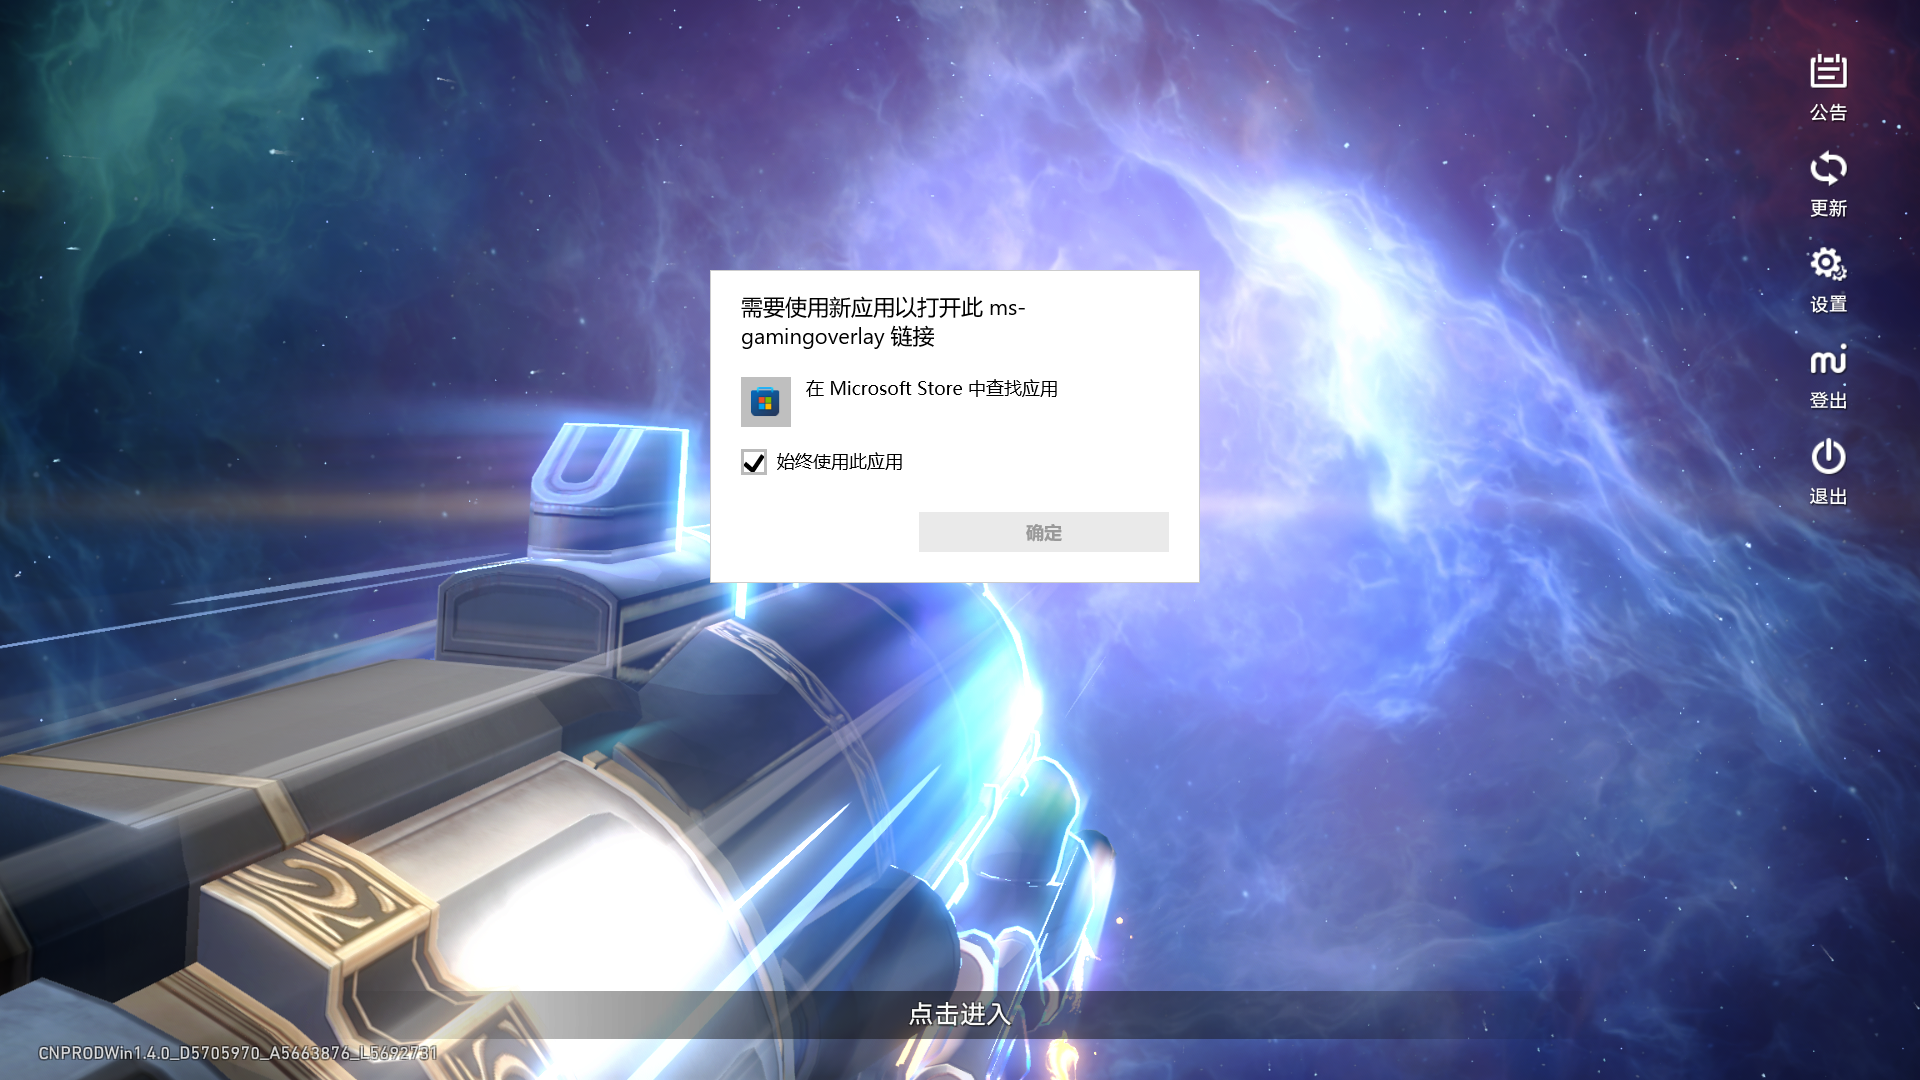 公告
更新
设置
登出
退出
需要使用新应用以打开此 ms-
gamingoverlay 链接
在 Microsoft Store 中查找应用
始终使用此应用
确定
点击进入
CNPRODWin1.4.0_D5705970_A5663876_L5692731